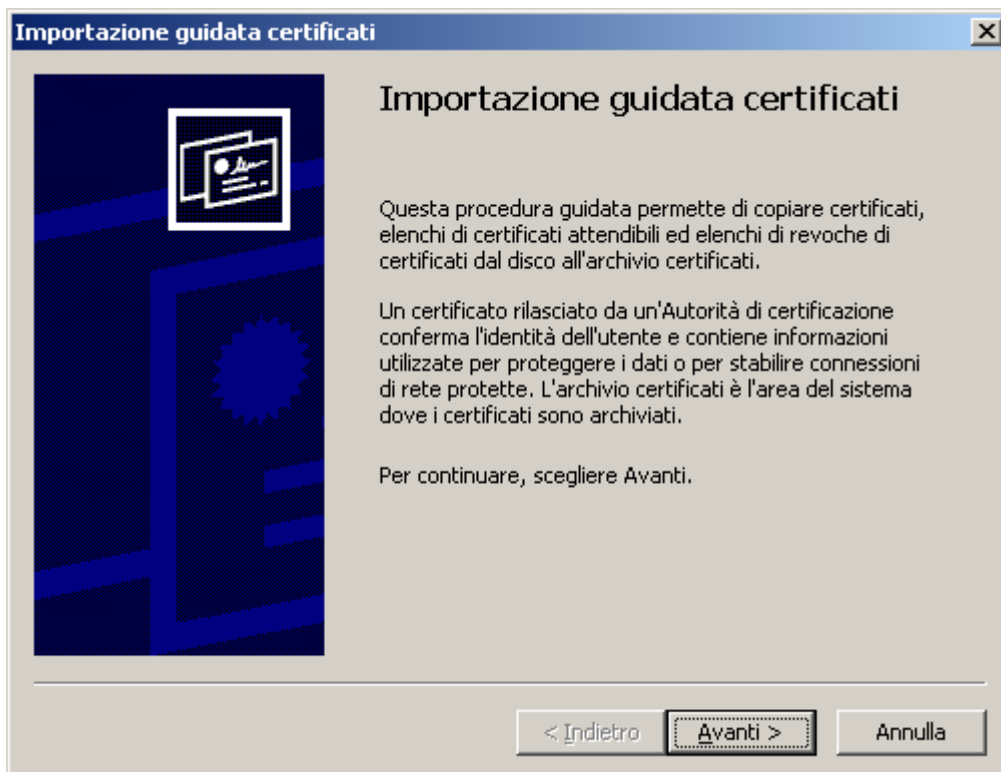 Importazione guidata certificati
Importazione guidata certificati
Questa procedura guidata permette di copiare certificati,
elenchi di certificati attendibili ed elenchi di revoche di
certificati dal disco all'archivio certificati.
Un certificato rilasciato da un'Autorità di certificazione
conferma l'identità dell'utente e contiene informazioni
utilizzate per proteggere i dati o per stabilire connessioni
di rete protette. L'archivio certificati è l'area del sistema
dove i certificati sono archiviati.
Per continuare, scegliere Avanti.
< Indietro Avanti > Annulla